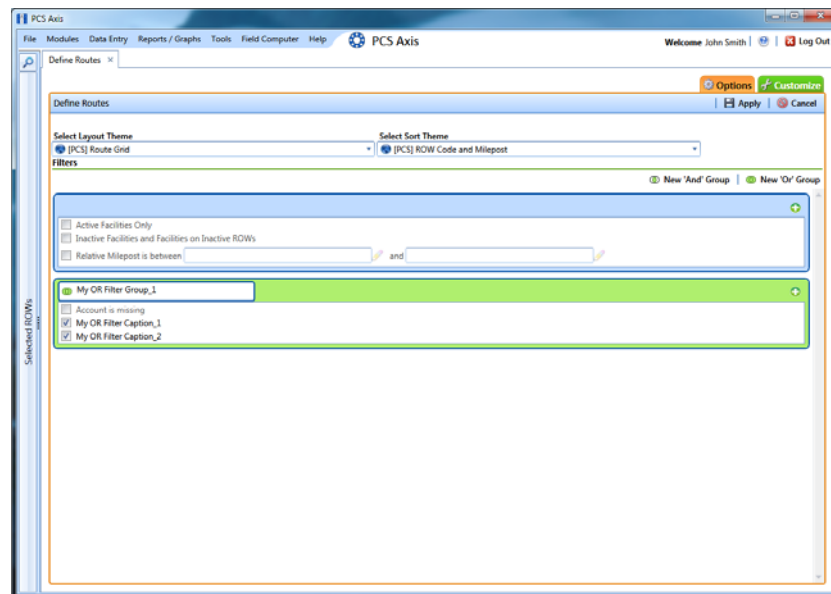 PCS Axis
File Modules Data Entry Reports / Graphs Tools Field Computer Help PCS Axis Welcome John Smith | | Log Out
Define Routes ×
Options Customize
Define Routes | Apply | Cancel
Select Layout Theme Select Sort Theme
[PCS] Route Grid [PCS] ROW Code and Milepost
Filters
New 'And' Group | New 'Or' Group
Active Facilities Only
Inactive Facilities and Facilities on Inactive ROWs
Relative Milepost is between and
My OR Filter Group_1
Account is missing
My OR Filter Caption_1
My OR Filter Caption_2
Selected ROWs